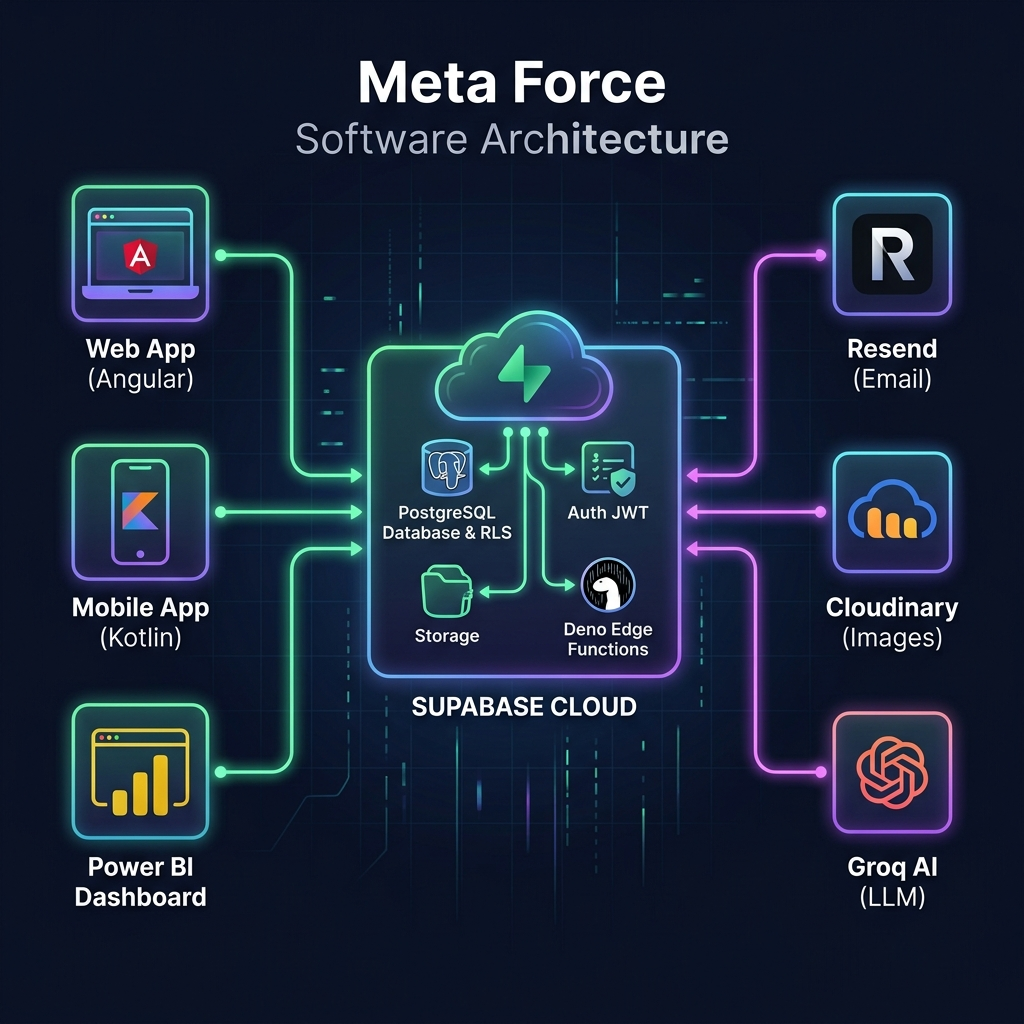 Meta Force
Software Architecture
Web App
(Angular)
Mobile App
(Kotlin)
Power BI
Dashboard
PostgreSQL
Database & RLS
Auth JWT
Storage
Deno Edge
Functions
SUPABASE CLOUD
R
Resend
(Email)
Cloudinary
(Images)
Groq AI
(LLM)